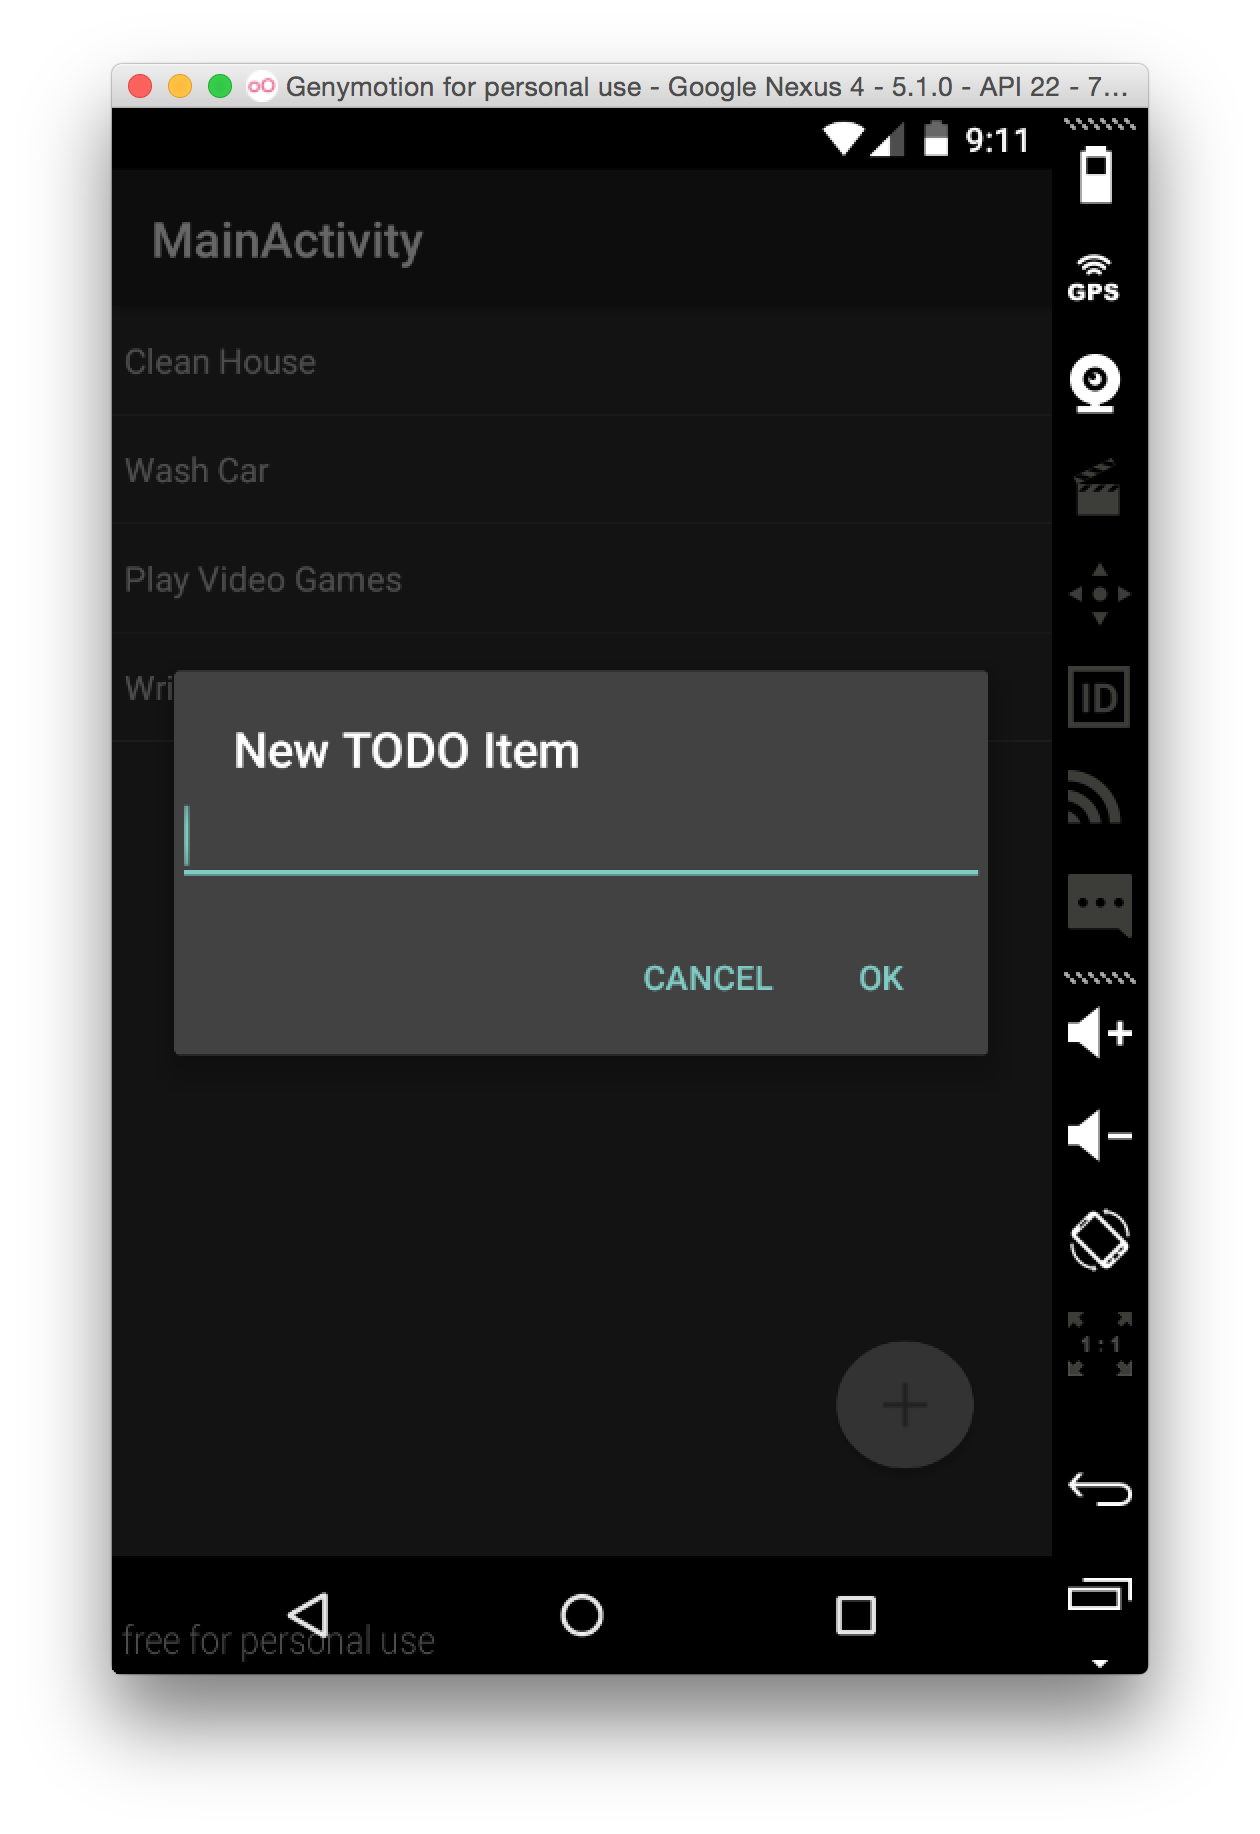 Genymotion for personal use - Google Nexus 4 - 5.1.0 - API 22 - 7...
9:11
MainActivity
GPS
Clean House
Wash Car
Play Video Games
Wri
ID
New TODO Item
CANCEL OK
1:1
free for personal use